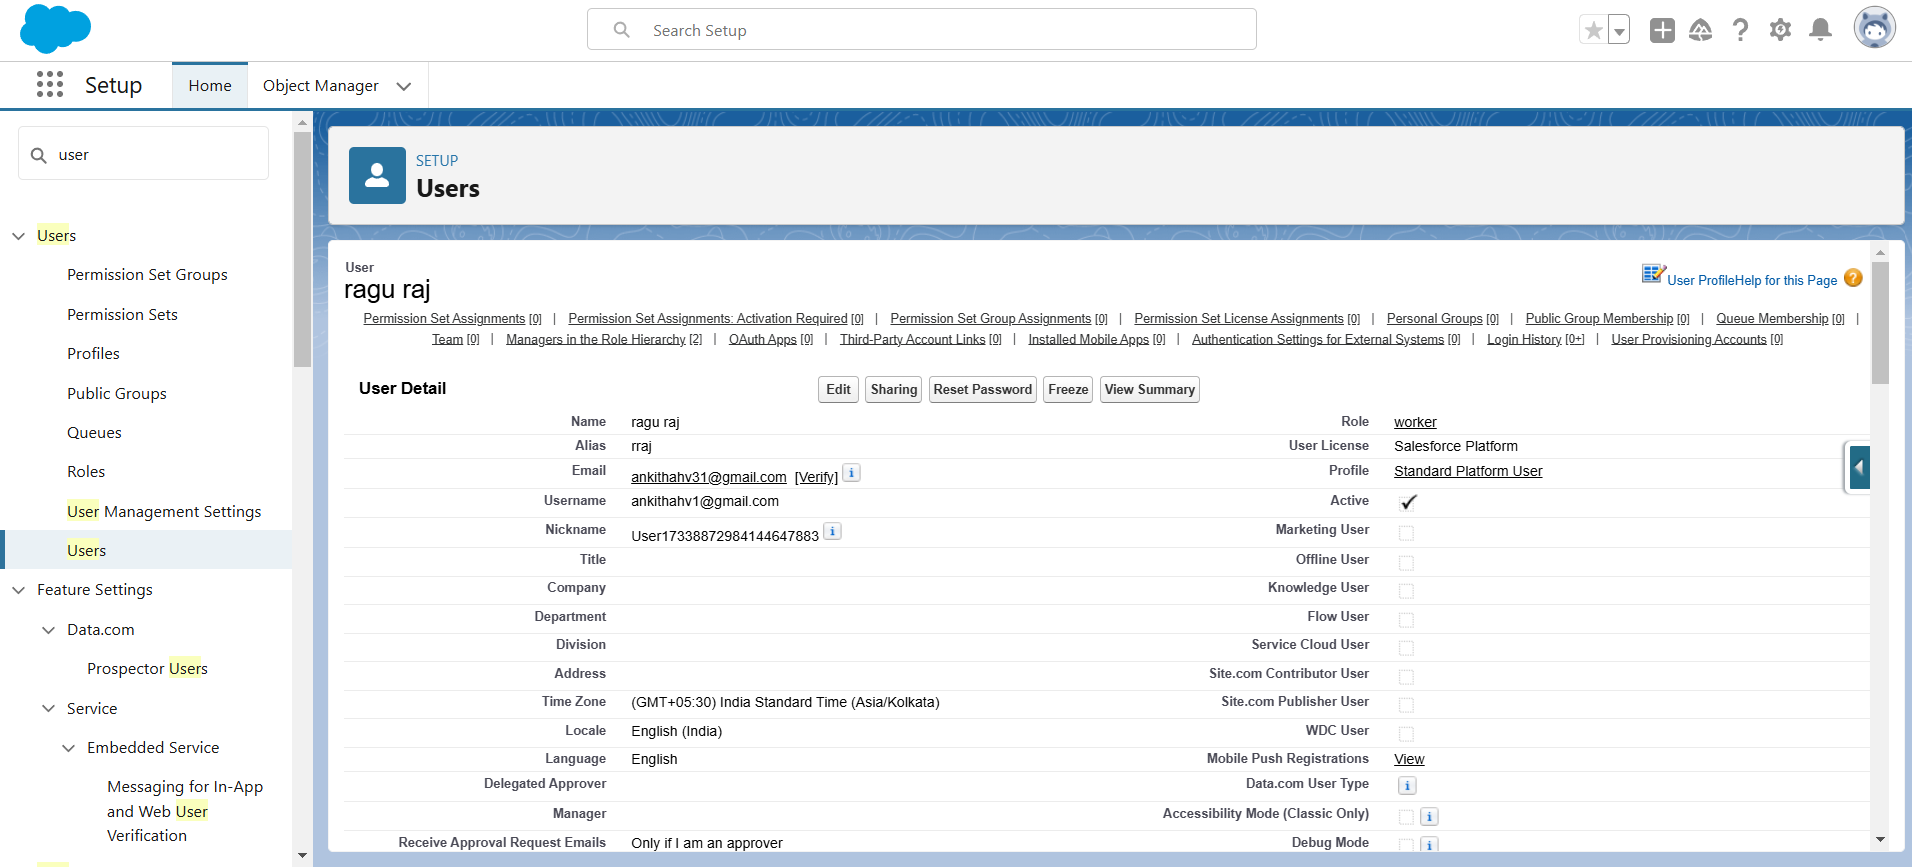 Search Setup
Setup
Home
Object Manager
user
Users
Permission Set Groups
Permission Sets
Profiles
Public Groups
Queues
Roles
User Management Settings
Users
Feature Settings
Data.com
Prospector Users
Service
Embedded Service
Messaging for In-App
and Web User
Verification
SETUP
Users
User
ragu raj
User Profile Help for this Page
Permission Set Assignments [0] | Permission Set Assignments: Activation Required [0] | Permission Set Group Assignments [0] | Permission Set License Assignments [0] | Personal Groups [0] | Public Group Membership [0] | Queue Membership [0] |
Team [0] | Managers in the Role Hierarchy [2] | OAuth Apps [0] | Third-Party Account Links [0] | Installed Mobile Apps [0] | Authentication Settings for External Systems [0] | Login History [0+] | User Provisioning Accounts [0]
User Detail Edit Sharing Reset Password Freeze View Summary
Name ragu raj Role worker
Alias rraj User License Salesforce Platform
Email ankithahv31@gmail.com [Verify] Profile Standard Platform User
Username ankithahv1@gmail.com Active
Nickname User17338872984144647883 Marketing User
Title Offline User
Company Knowledge User
Department Flow User
Division Service Cloud User
Address Site.com Contributor User
Time Zone (GMT+05:30) India Standard Time (Asia/Kolkata) Site.com Publisher User
Locale English (India) WDC User
Language English Mobile Push Registrations View
Delegated Approver Data.com User Type
Manager Accessibility Mode (Classic Only)
Receive Approval Request Emails Only if I am an approver Debug Mode